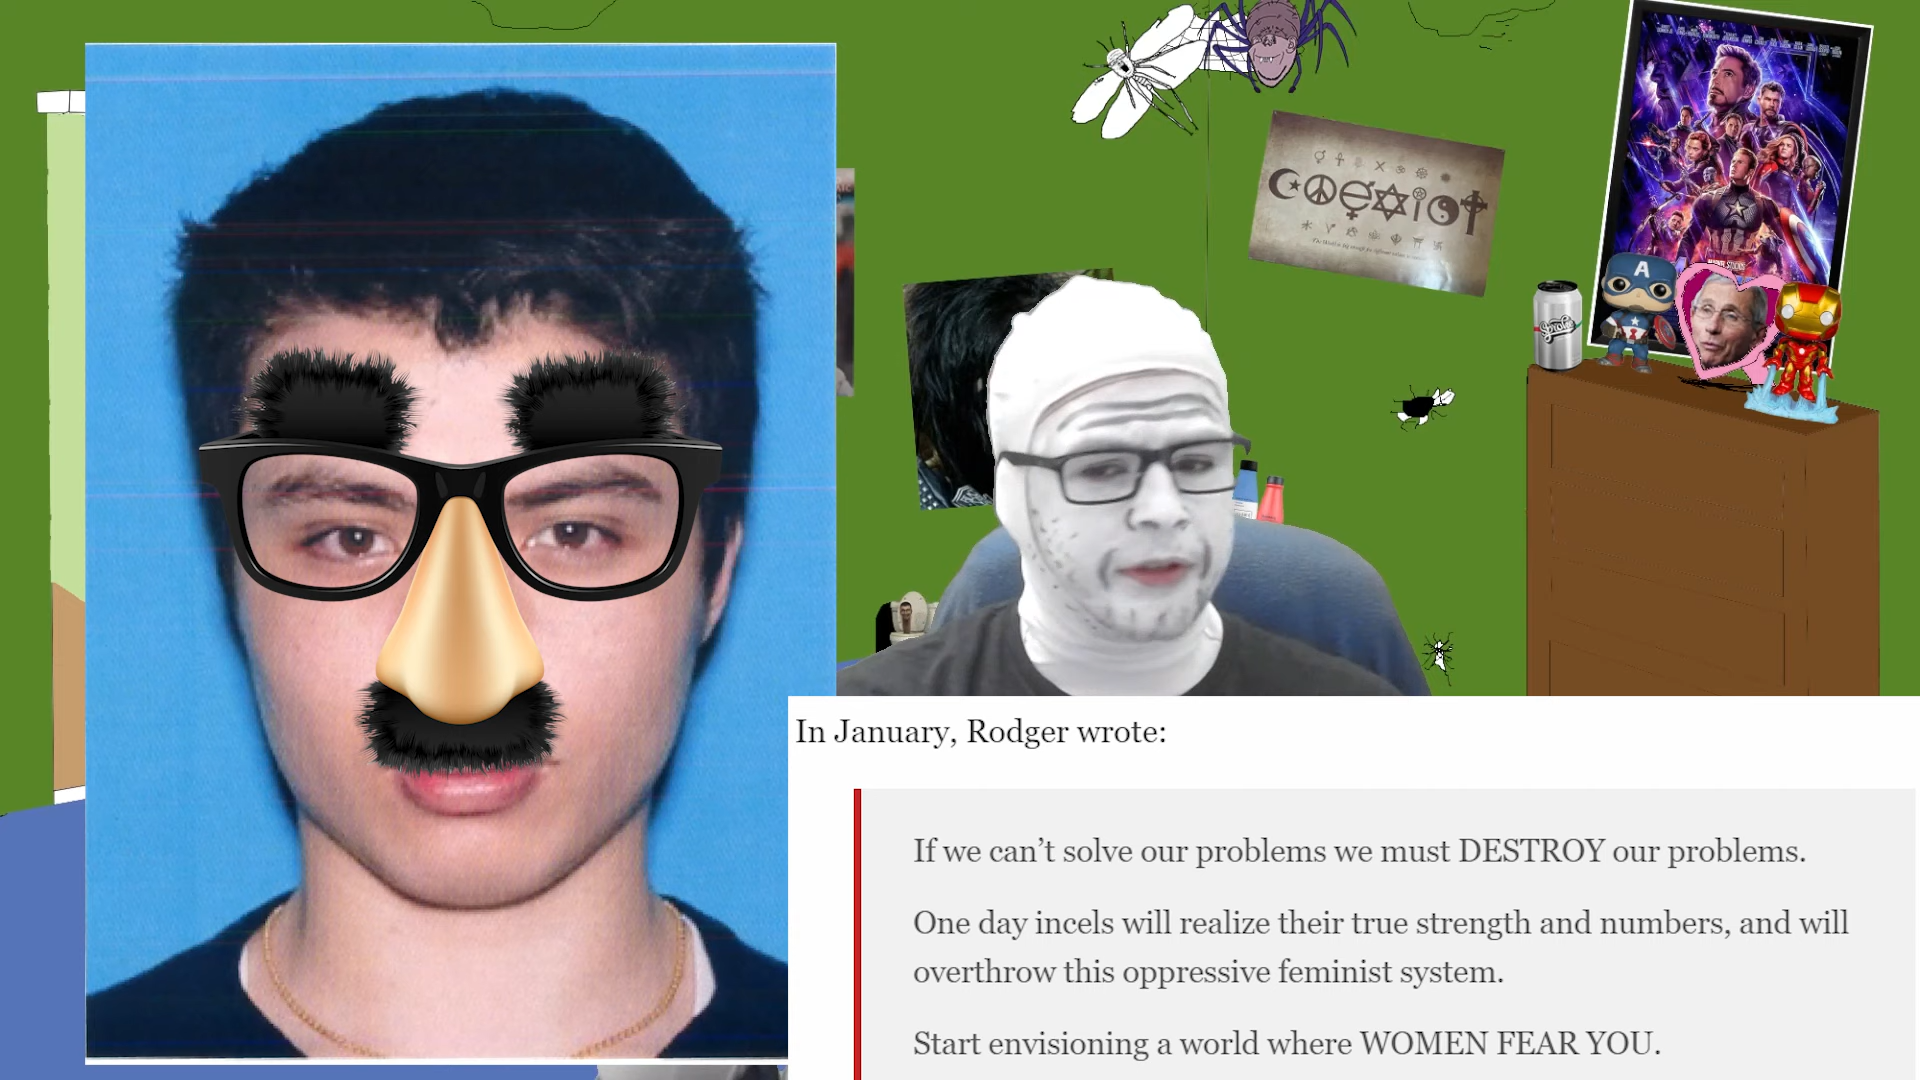 COEXIST
A
In January, Rodger wrote:
If we can’t solve our problems we must DESTROY our problems.
One day incels will realize their true strength and numbers, and will
overthrow this oppressive feminist system.
Start envisioning a world where WOMEN FEAR YOU.